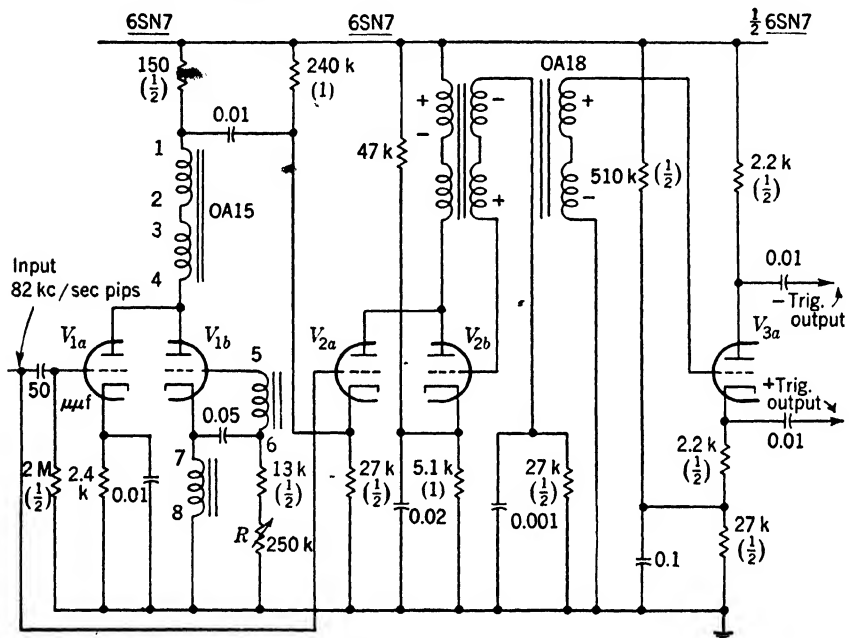 6SN7
6SN7
½ 6SN7
150
(½)
240 k
(1)
OA18
0.01
+
-
-
+
+
-
47 k
510 k (½)
2.2 k
(½)
1
2
3
4
OA15
Input
82 kc/sec pips
0.01
- Trig.
output
V1a
V1b
V2a
V2b
V3a
50
μμf
5
6
0.05
+ Trig.
output
0.01
7
8
2 M
(½)
2.4
k
0.01
13 k
(½)
R
250 k
27 k
(½)
0.02
5.1 k
(1)
0.001
27 k
(½)
2.2 k
(½)
0.1
27 k
(½)